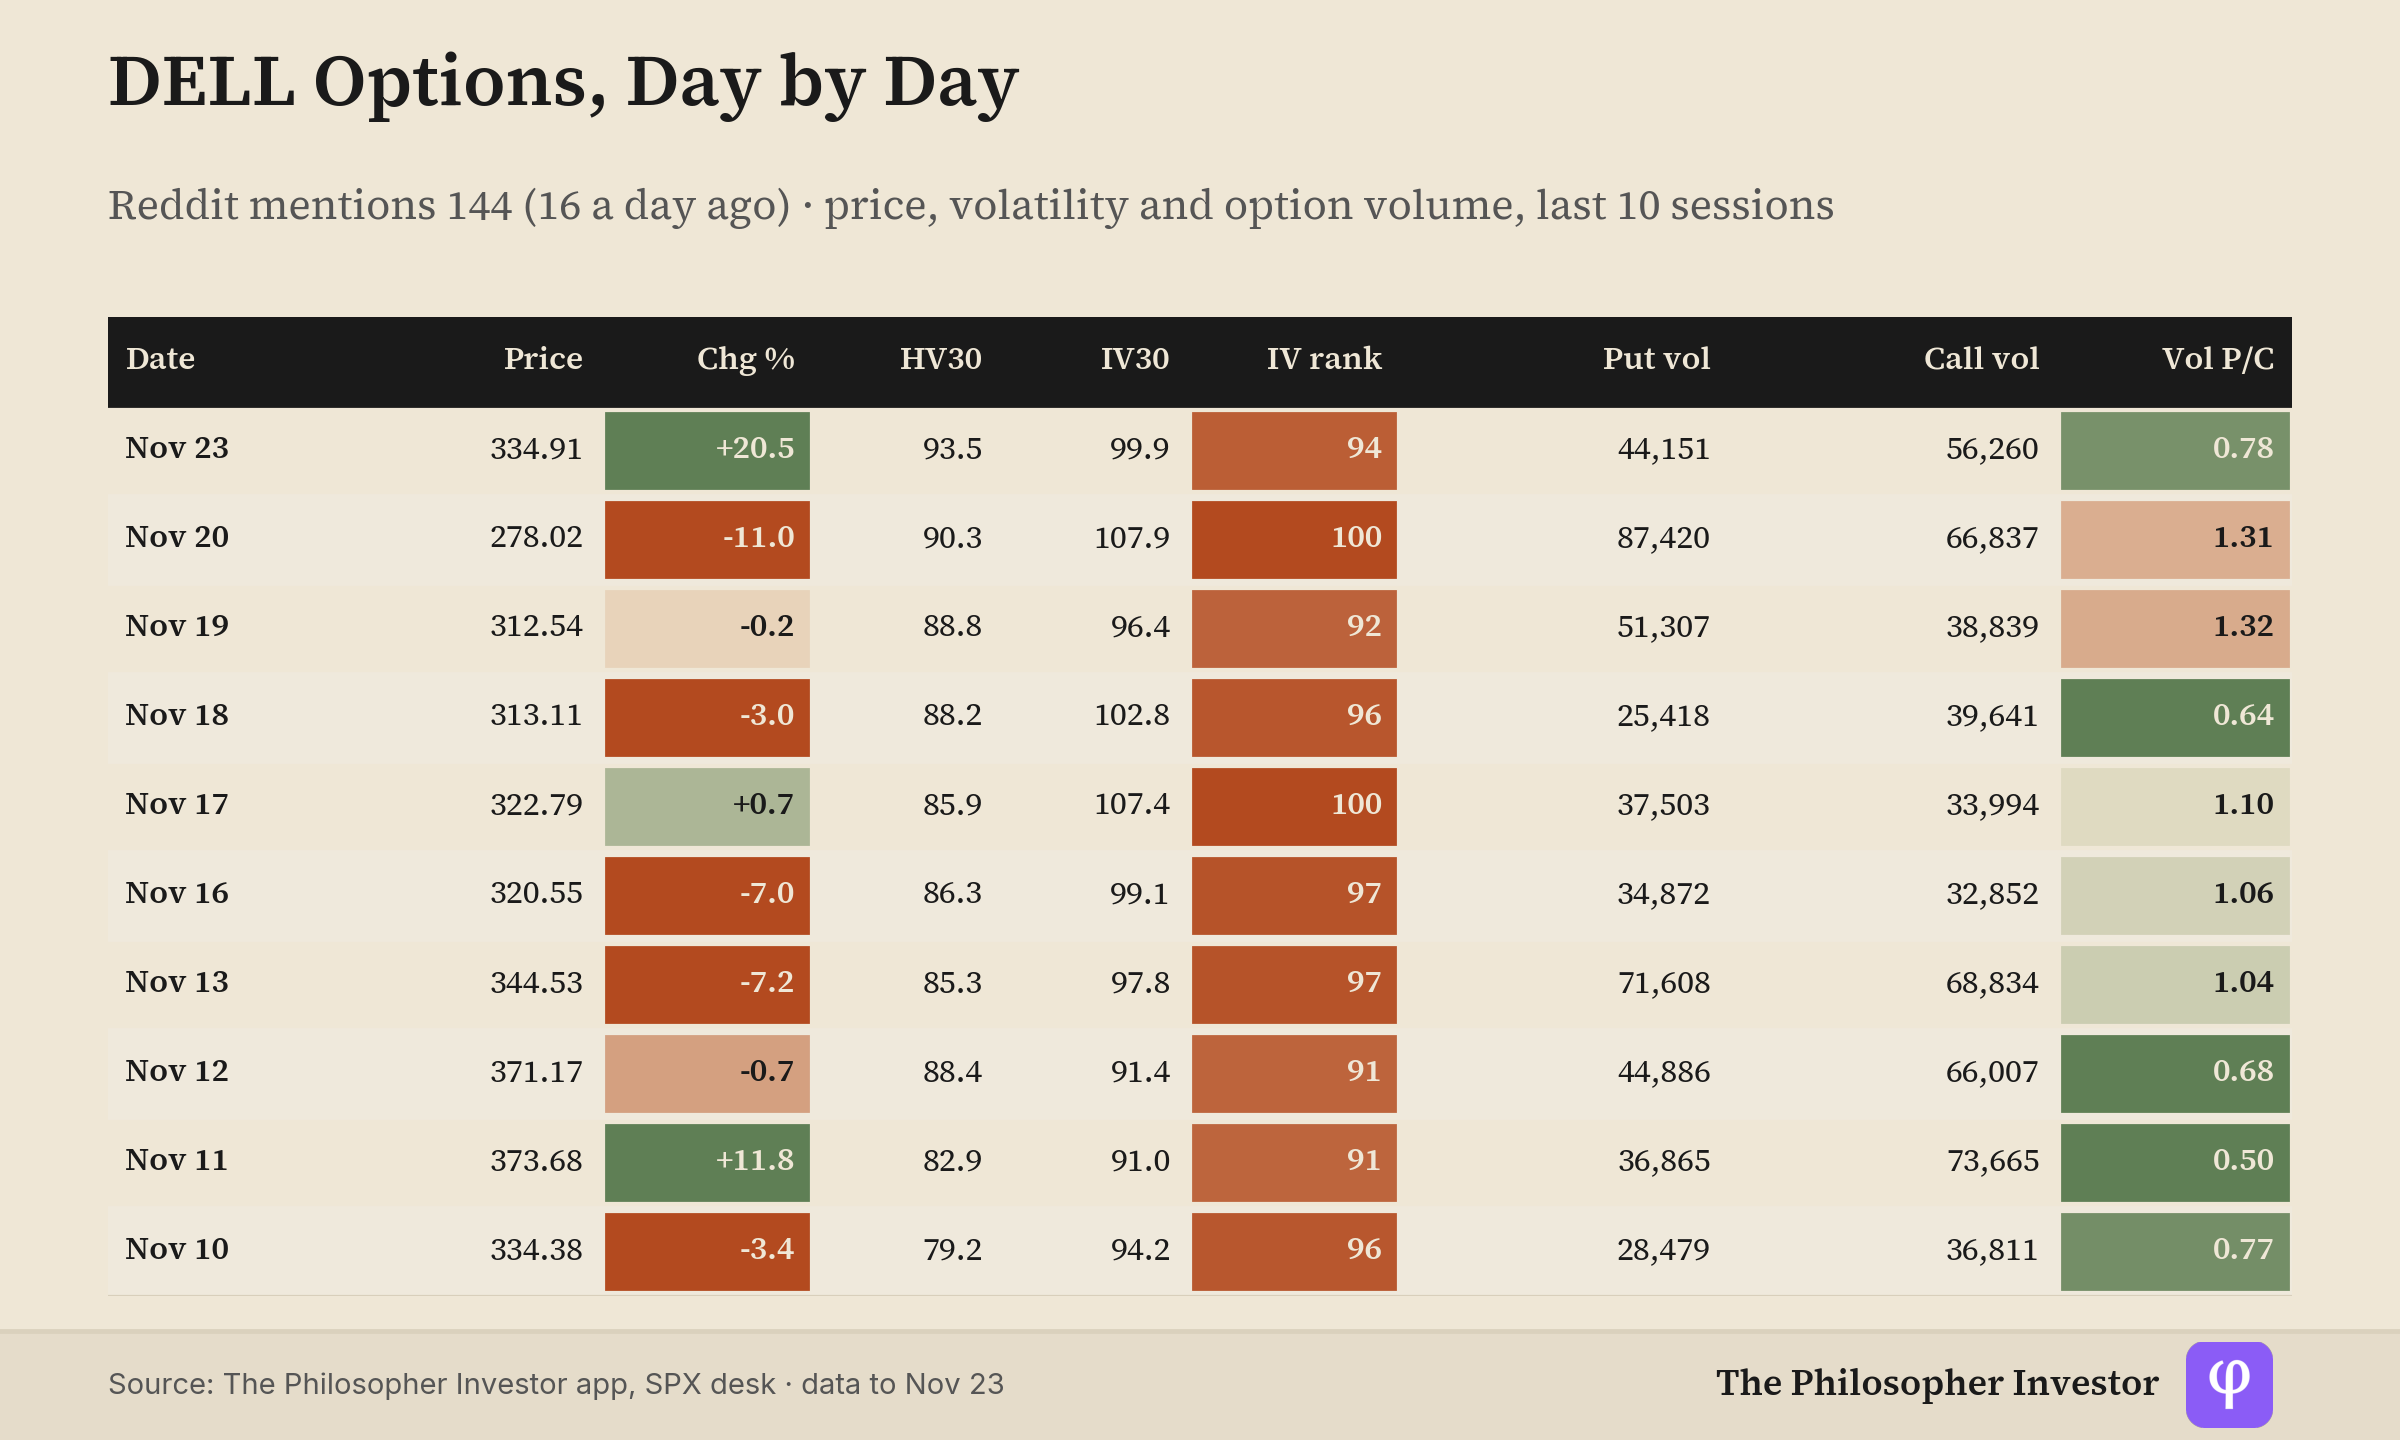 DELL Options, Day by Day
Reddit mentions 144 (16 a day ago) · price, volatility and option volume, last 10 sessions
Date Price Chg % HV30 IV30 IV rank Put vol Call vol Vol P/C
Nov 23 334.91 +20.5 93.5 99.9 94 44,151 56,260 0.78
Nov 20 278.02 -11.0 90.3 107.9 100 87,420 66,837 1.31
Nov 19 312.54 -0.2 88.8 96.4 92 51,307 38,839 1.32
Nov 18 313.11 -3.0 88.2 102.8 96 25,418 39,641 0.64
Nov 17 322.79 +0.7 85.9 107.4 100 37,503 33,994 1.10
Nov 16 320.55 -7.0 86.3 99.1 97 34,872 32,852 1.06
Nov 13 344.53 -7.2 85.3 97.8 97 71,608 68,834 1.04
Nov 12 371.17 -0.7 88.4 91.4 91 44,886 66,007 0.68
Nov 11 373.68 +11.8 82.9 91.0 91 36,865 73,665 0.50
Nov 10 334.38 -3.4 79.2 94.2 96 28,479 36,811 0.77
Source: The Philosopher Investor app, SPX desk · data to Nov 23
The Philosopher Investor φ